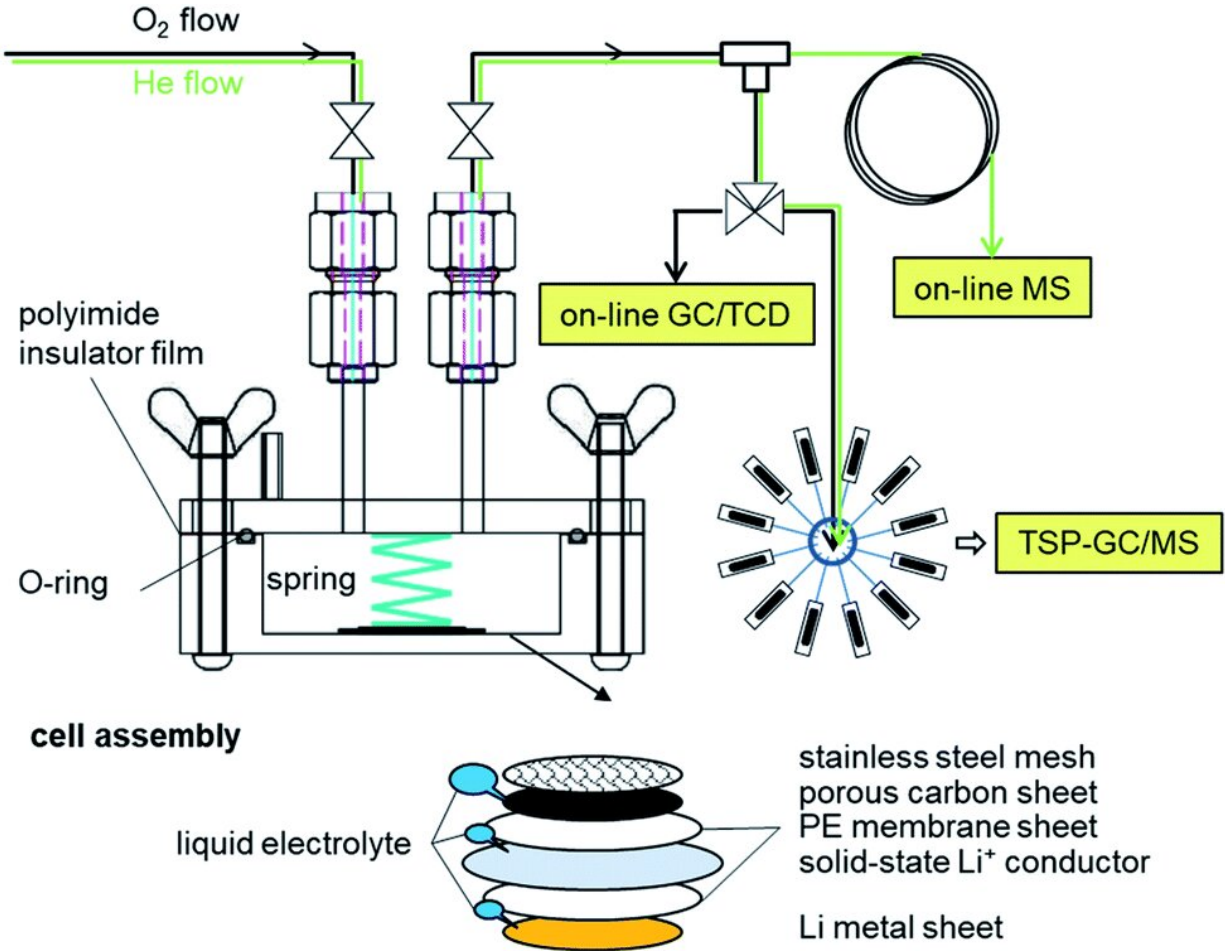 O₂ flow
He flow
on-line MS
on-line GC/TCD
polyimide
insulator film
TSP-GC/MS
O-ring
spring
cell assembly
stainless steel mesh
porous carbon sheet
PE membrane sheet
liquid electrolyte
solid-state Li⁺ conductor
Li metal sheet